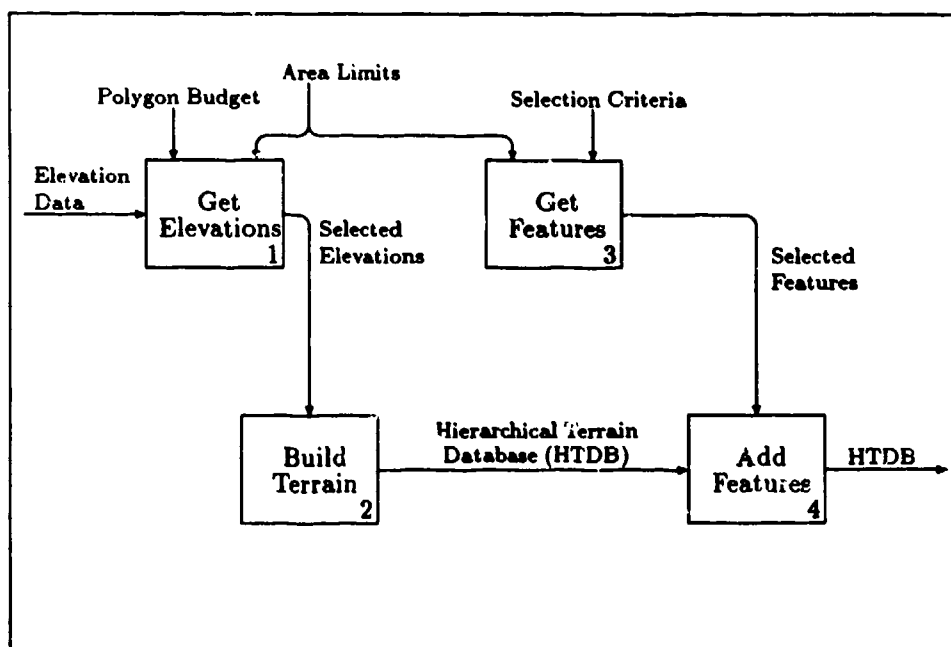 Area Limits
Polygon Budget
Selection Criteria
Elevation
Data
Get
Elevations
1
Selected
Elevations
Get
Features
3
Selected
Features
Build
Terrain
2
Hierarchical Terrain
Database (HTDB)
Add
Features
4
HTDB